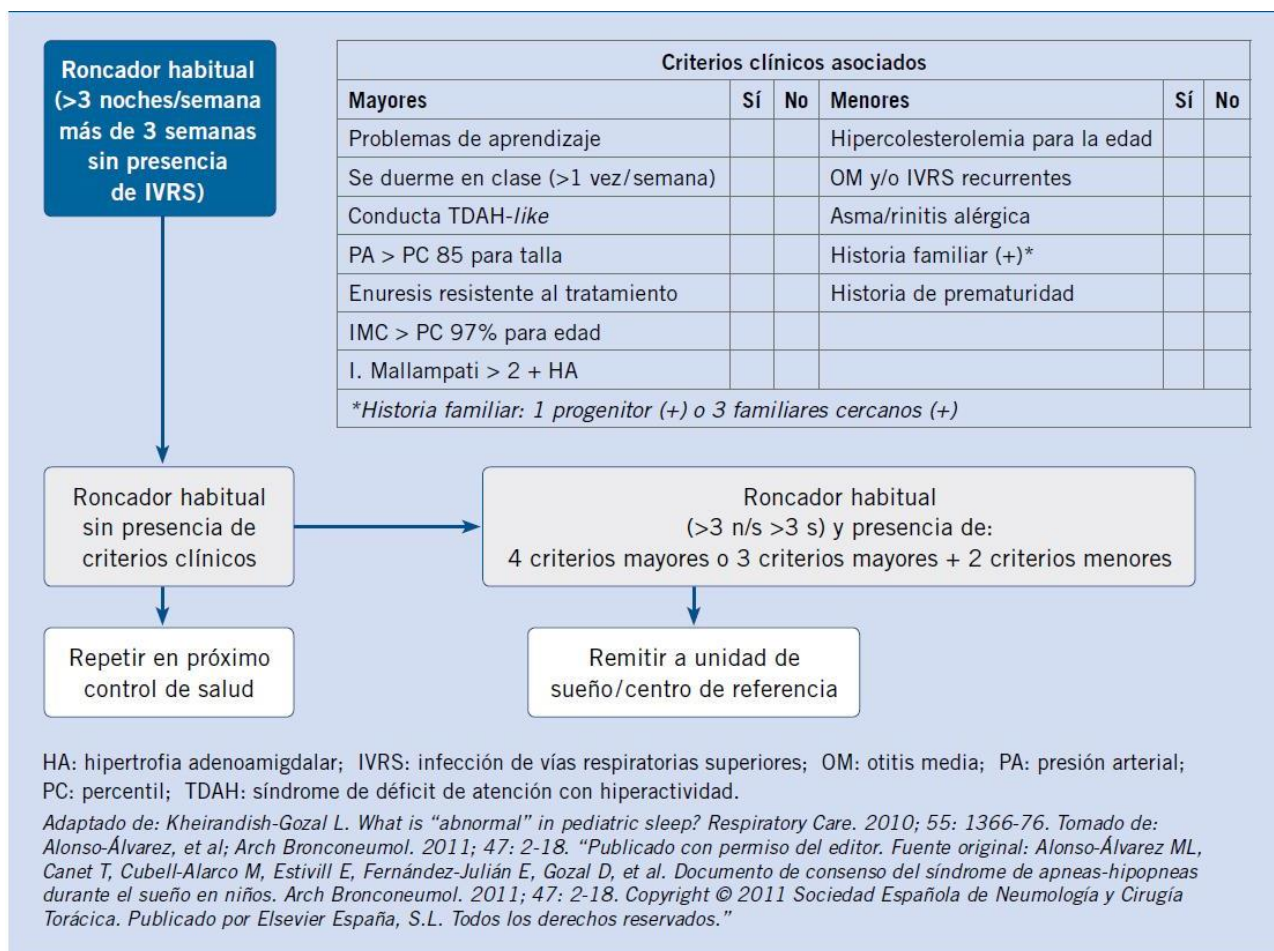 Roncador habitual
(>3 noches/semana
más de 3 semanas
sin presencia
de IVRS)
Criterios clínicos asociados
Mayores Sí No Menores Sí No
Problemas de aprendizaje Hipercolesterolemia para la edad
Se duerme en clase (>1 vez/semana) OM y/o IVRS recurrentes
Conducta TDAH-like Asma/rinitis alérgica
PA > PC 85 para talla Historia familiar (+)*
Enuresis resistente al tratamiento Historia de prematuridad
IMC > PC 97% para edad
I. Mallampati > 2 + HA
*Historia familiar: 1 progenitor (+) o 3 familiares cercanos (+)
Roncador habitual
sin presencia de
criterios clínicos
Roncador habitual
(>3 n/s >3 s) y presencia de:
4 criterios mayores o 3 criterios mayores + 2 criterios menores
Repetir en próximo
control de salud
Remitir a unidad de
sueño/centro de referencia
HA: hipertrofia adenoamigdalar; IVRS: infección de vías respiratorias superiores; OM: otitis media; PA: presión arterial;
PC: percentil; TDAH: síndrome de déficit de atención con hiperactividad.
Adaptado de: Kheirandish-Gozal L. What is “abnormal” in pediatric sleep? Respiratory Care. 2010; 55: 1366-76. Tomado de:
Alonso-Álvarez, et al; Arch Bronconeumol. 2011; 47: 2-18. “Publicado con permiso del editor. Fuente original: Alonso-Álvarez ML,
Canet T, Cubell-Alarco M, Estivill E, Fernández-Julián E, Gozal D, et al. Documento de consenso del síndrome de apneas-hipopneas
durante el sueño en niños. Arch Bronconeumol. 2011; 47: 2-18. Copyright © 2011 Sociedad Española de Neumología y Cirugía
Torácica. Publicado por Elsevier España, S.L. Todos los derechos reservados.”